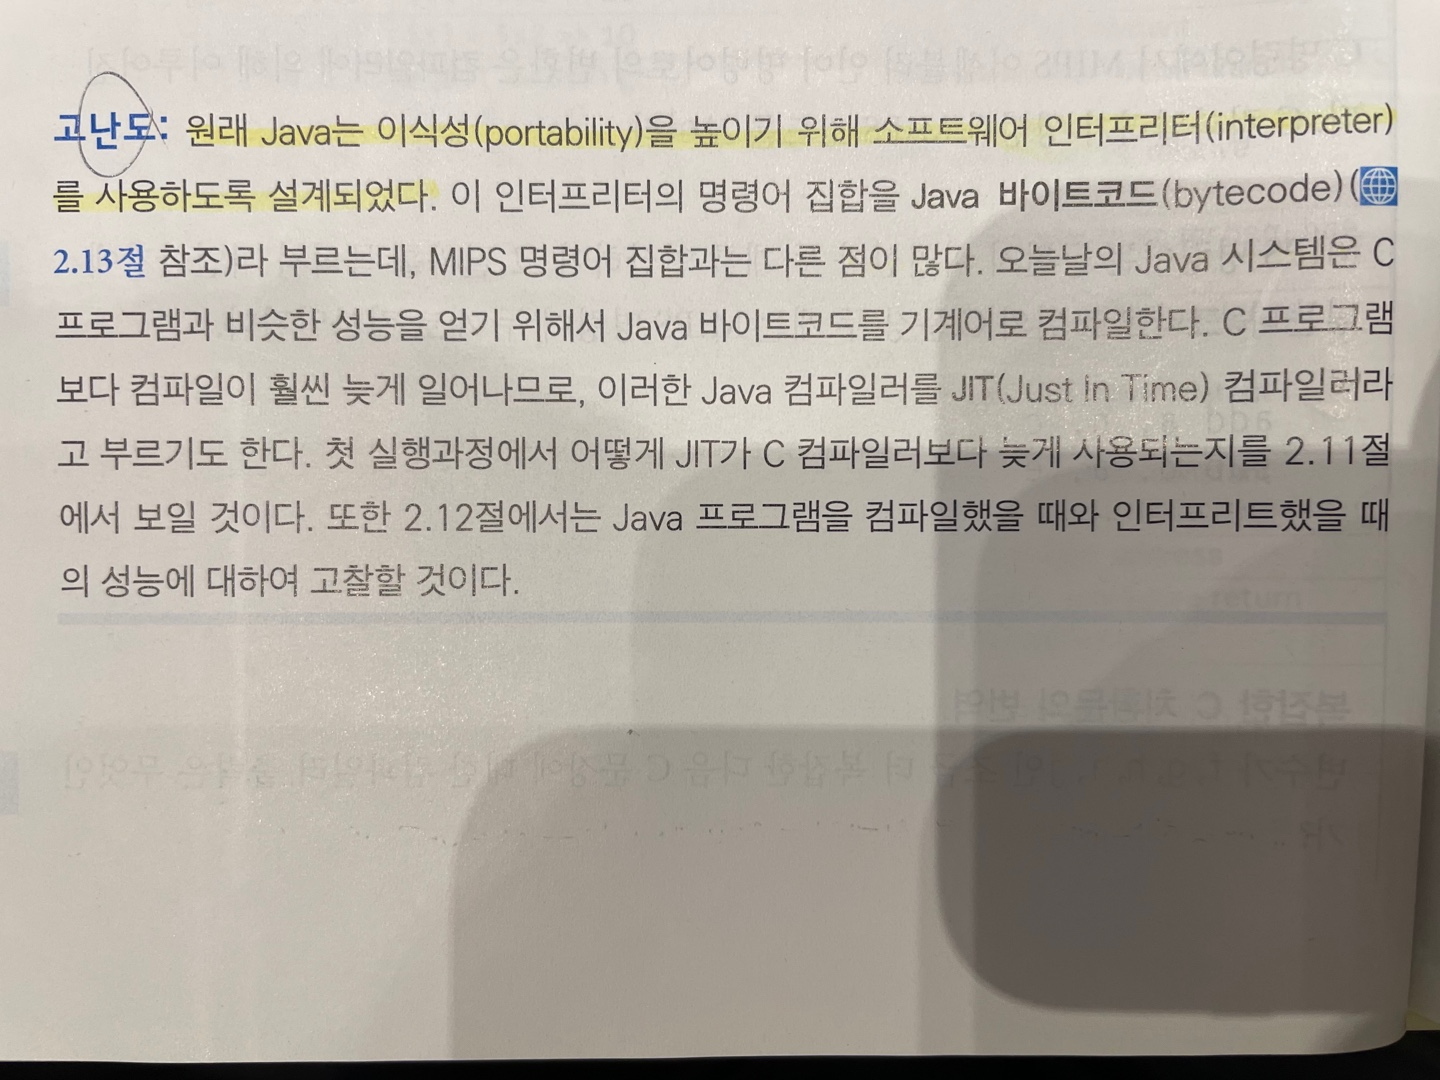 고난도: 원래 Java는 이식성(portability)을 높이기 위해 소프트웨어 인터프리터(interpreter)
를 사용하도록 설계되었다. 이 인터프리터의 명령어 집합을 Java 바이트코드(bytecode)(
2.13절 참조)라 부르는데, MIPS 명령어 집합과는 다른 점이 많다. 오늘날의 Java 시스템은 C
프로그램과 비슷한 성능을 얻기 위해서 Java 바이트코드를 기계어로 컴파일한다. C 프로그램
보다 컴파일이 훨씬 늦게 일어나므로, 이러한 Java 컴파일러를 JIT(Just In Time) 컴파일러라
고 부르기도 한다. 첫 실행과정에서 어떻게 JIT가 C 컴파일러보다 늦게 사용되는지를 2.11절
에서 보일 것이다. 또한 2.12절에서는 Java 프로그램을 컴파일했을 때와 인터프리트했을 때
의 성능에 대하여 고찰할 것이다.